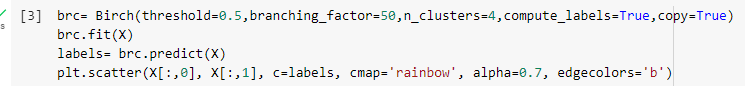 [3] brc= Birch(threshold=0.5,branching_factor=50,n_clusters=4,compute_labels=True,copy=True)
brc.fit(X)
s
labels= brc.predict(X)
plt.scatter(X[:,0], X[:,1], c=labels, cmap='rainbow', alpha=0.7, edgecolors='b')